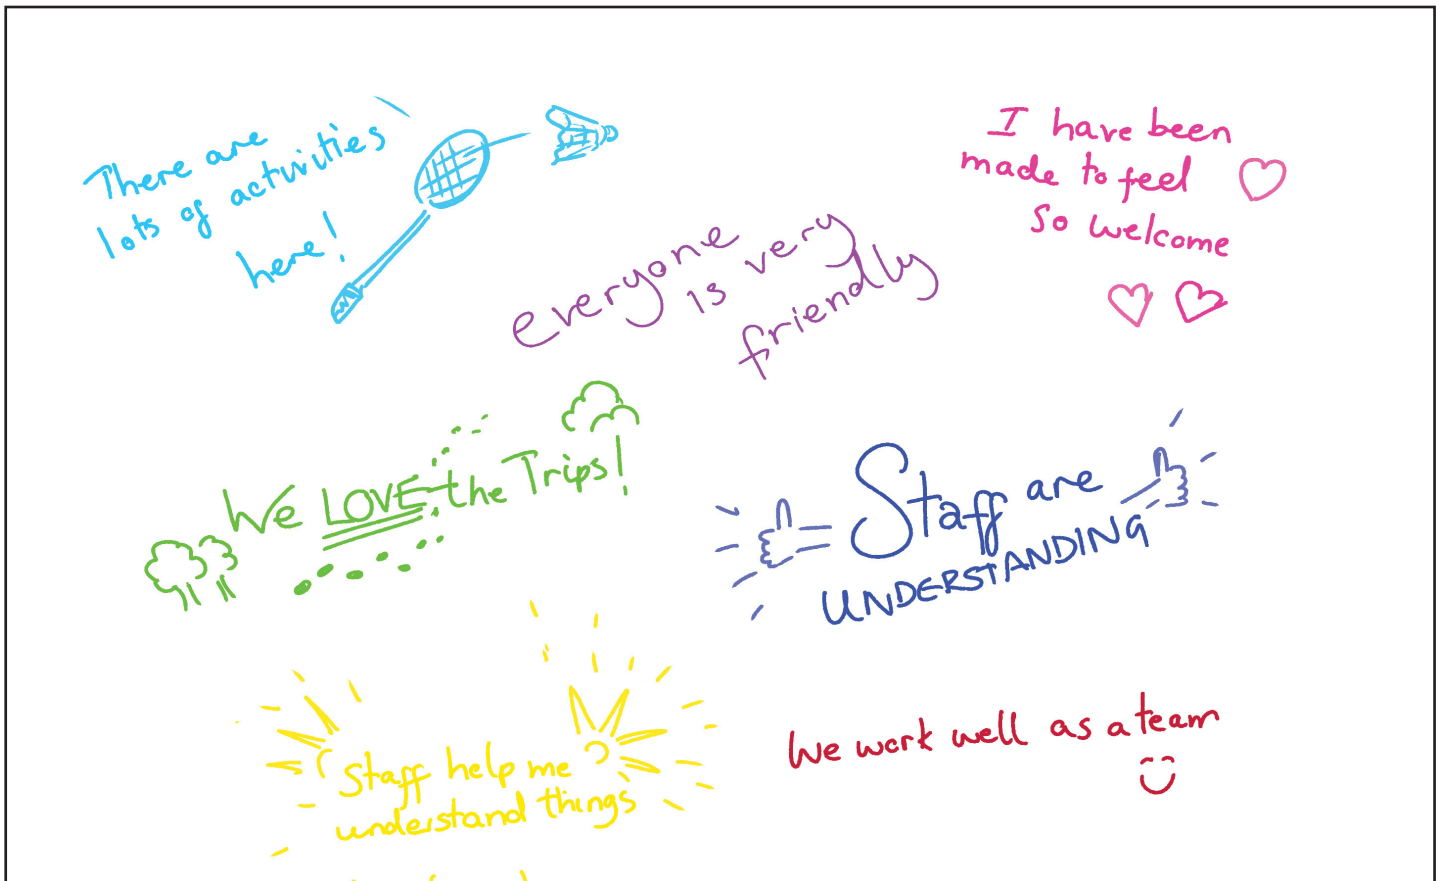 There are
lots of activities
here!
I have been
made to feel
So welcome
everyone
is very
friendly
We LOVE the Trips!
Staff are
UNDERSTANDING
Staff help me
understand things
We work well as a team